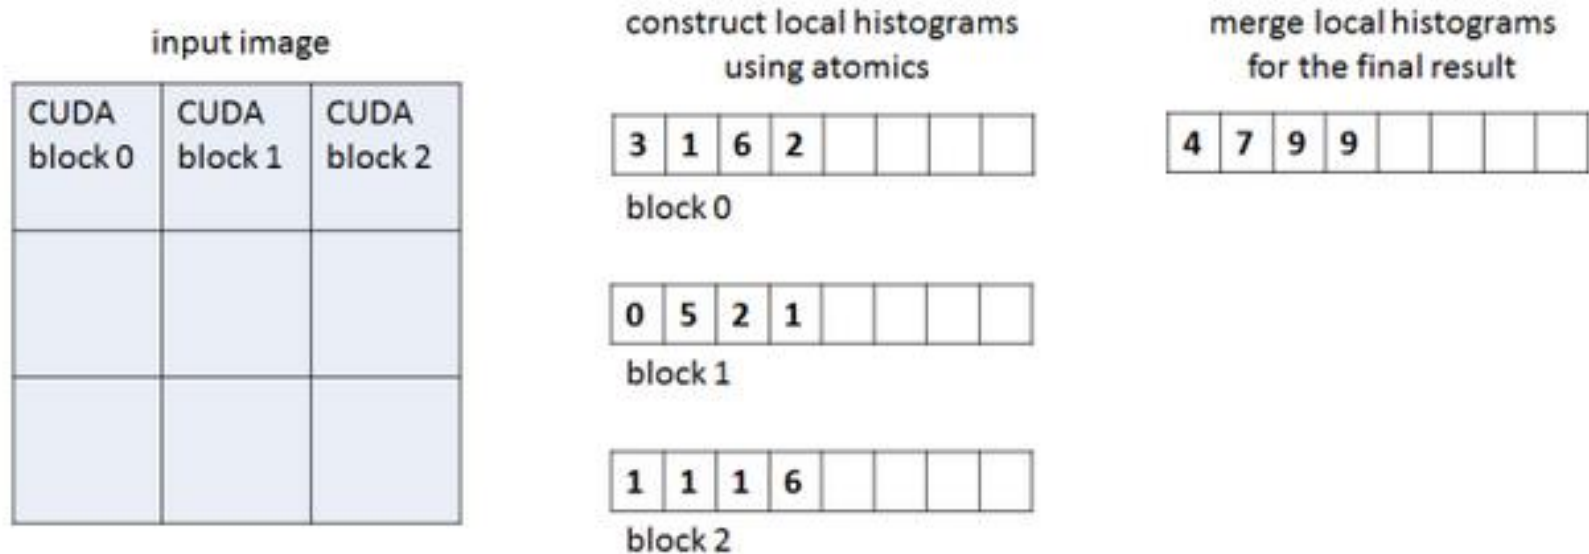 input image
CUDA block 0
CUDA block 1
CUDA block 2
construct local histograms
using atomics
3 1 6 2
block 0
0 5 2 1
block 1
1 1 1 6
block 2
merge local histograms
for the final result
4 7 9 9